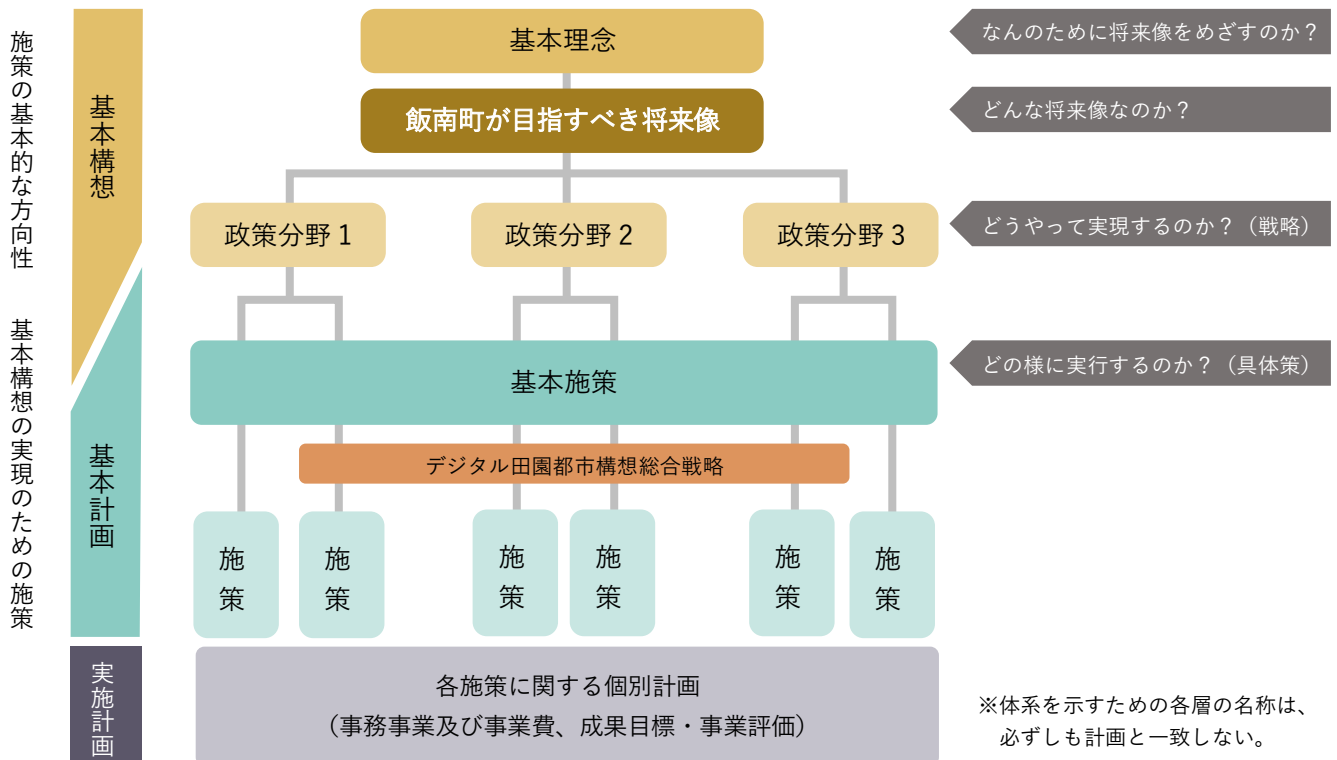 施策の基本的な方向性
基本構想の実現のための施策
基本構想
基本計画
実施計画
基本理念
なんのために将来像をめざすのか？
飯南町が目指すべき将来像
どんな将来像なのか？
政策分野１
政策分野２
政策分野３
どうやって実現するのか？（戦略）
基本施策
どの様に実行するのか？（具体策）
デジタル田園都市構想総合戦略
施策
施策
施策
施策
施策
施策
各施策に関する個別計画
（事務事業及び事業費、成果目標・事業評価）
※体系を示すための各層の名称は、
必ずしも計画と一致しない。